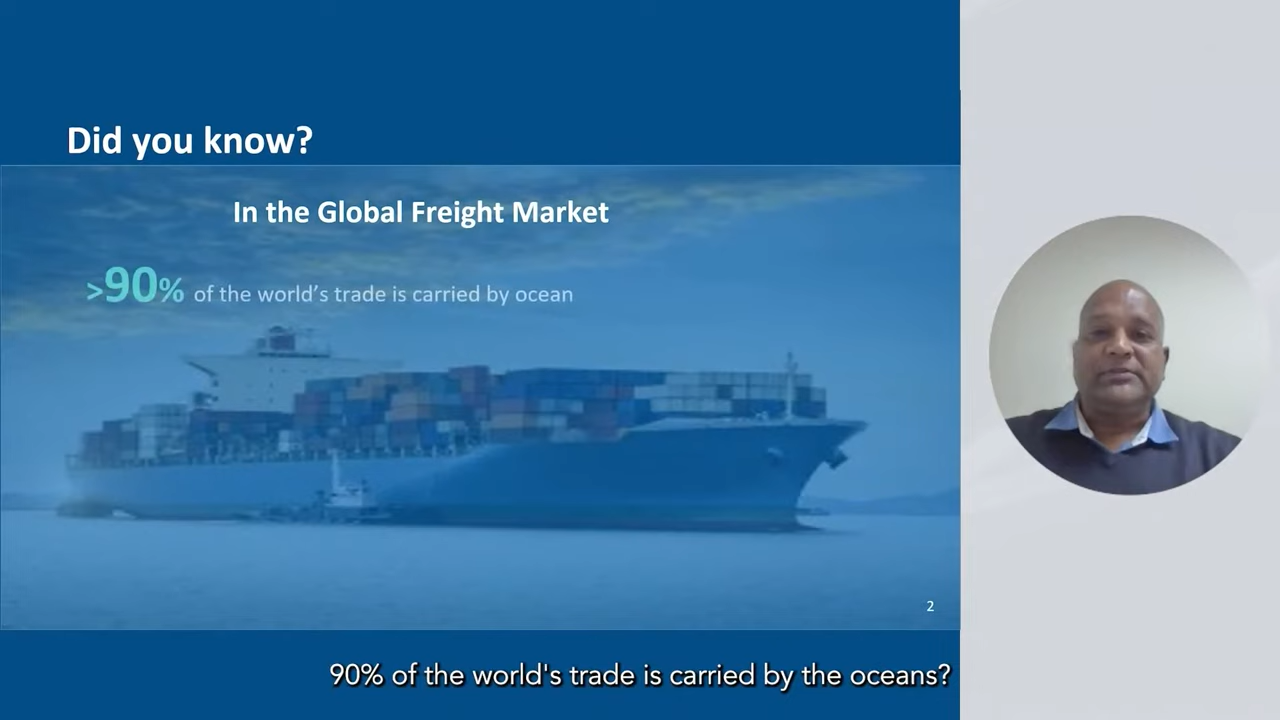 Did you know?
In the Global Freight Market
>90% of the world’s trade is carried by ocean
2
90% of the world's trade is carried by the oceans?